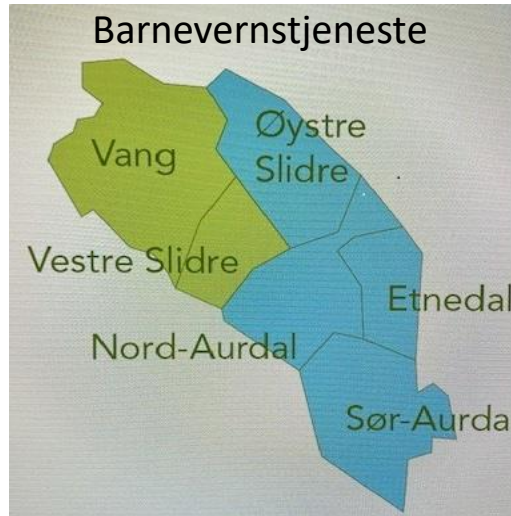 Barnevernstjeneste
Øystre
Slidre
Vang
Vestre Slidre
Etnedal
Nord-Aurdal
Sør-Aurda